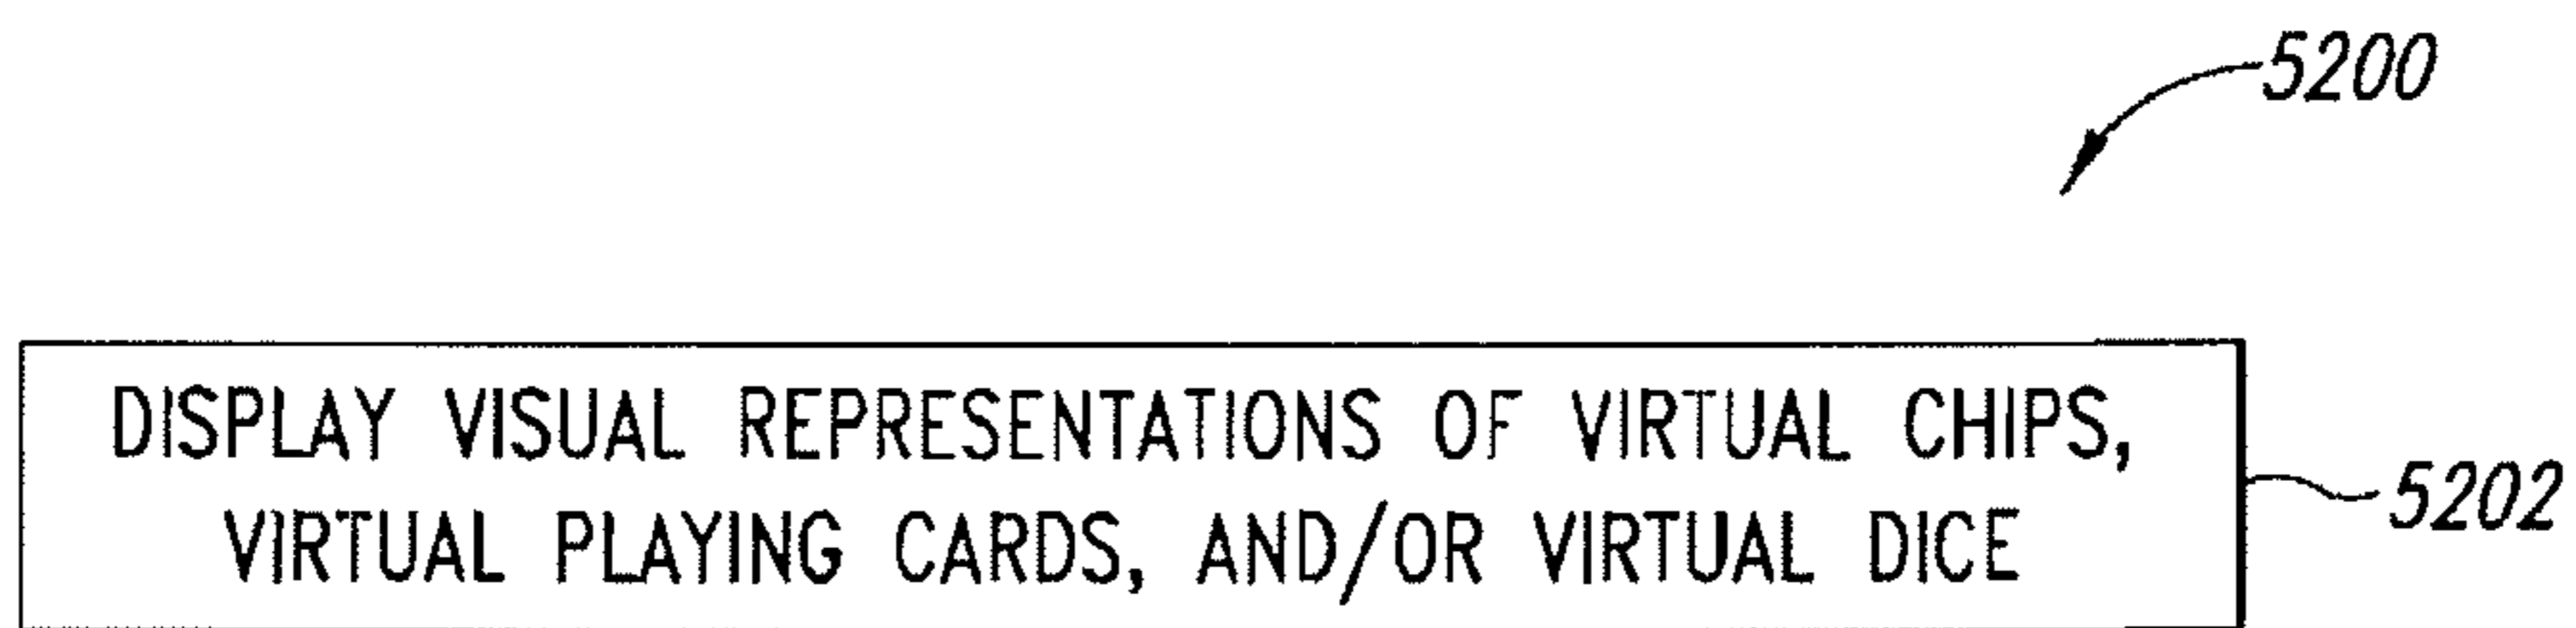 5200
DISPLAY VISUAL REPRESENTATIONS OF VIRTUAL CHIPS,
VIRTUAL PLAYING CARDS, AND/OR VIRTUAL DICE
5202